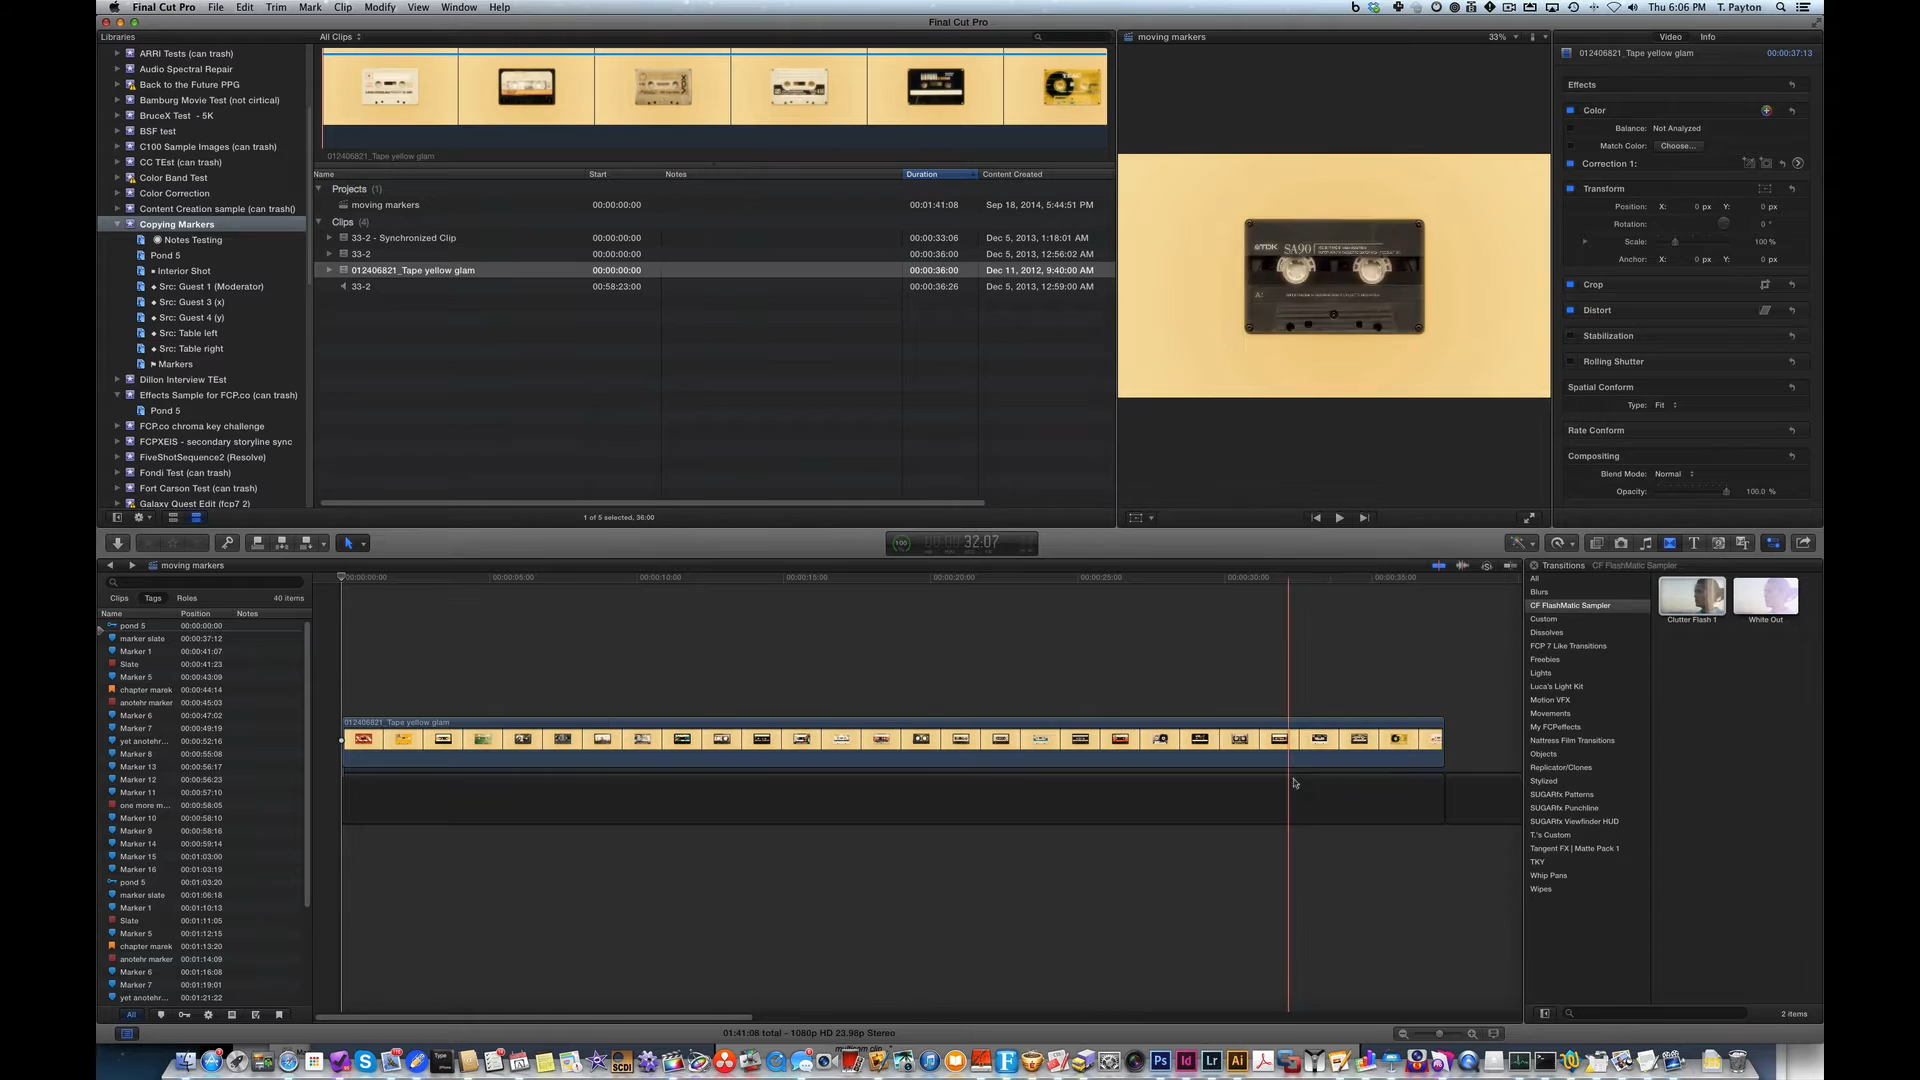 Final Cut Pro File Edit Trim Mark Clip Modify View Window Help
Thu 6:06 PM T. Payton
Final Cut Pro
Libraries
ARRI Tests (can trash)
Audio Spectral Repair
Back to the Future PPG
Bamburg Movie Test (not cirtical)
BruceX Test - 5K
BSF test
C100 Sample Images (can trash)
CC TEst (can trash)
Color Band Test
Color Correction
Content Creation sample (can trash()
Copying Markers
Notes Testing
Pond 5
Interior Shot
Src: Guest 1 (Moderator)
Src: Guest 3 (x)
Src: Guest 4 (y)
Src: Table left
Src: Table right
Markers
Dillon Interview TEst
Effects Sample for FCP.co (can trash)
Pond 5
FCP.co chroma key challenge
FCPXEIS - secondary storyline sync
FiveShotSequence2 (Resolve)
Fondi Test (can trash)
Fort Carson Test (can trash)
Galaxy Quest Edit (fcp7 2)
All Clips
012406821_Tape yellow glam
Name Start Notes Duration Content Created
Projects (1)
moving markers 00:00:00:00 00:01:41:08 Sep 18, 2014, 5:44:51 PM
Clips (4)
33-2 - Synchronized Clip 00:00:00:00 00:00:33:06 Dec 5, 2013, 1:18:01 AM
33-2 00:00:00:00 00:00:36:00 Dec 5, 2013, 12:56:02 AM
012406821_Tape yellow glam 00:00:00:00 00:00:36:00 Dec 11, 2012, 9:40:00 AM
33-2 00:58:23:00 00:00:36:26 Dec 5, 2013, 12:59:00 AM
1 of 5 selected, 36:00
moving markers 33%
TDK SA90
A:
Video Info
012406821_Tape yellow glam 00:00:37:13
Effects
Color
Balance: Not Analyzed
Match Color: Choose...
Correction 1:
Transform
Position: X: 0 px Y: 0 px
Rotation: 0 °
Scale: 100 %
Anchor: X: 0 px Y: 0 px
Crop
Distort
Stabilization
Rolling Shutter
Spatial Conform
Type: Fit
Rate Conform
Compositing
Blend Mode: Normal
Opacity: 100.0 %
100 32:07
moving markers
Clips Tags Roles 40 items
Name Position Notes
pond 5 00:00:00:00
marker slate 00:00:37:12
Marker 1 00:00:41:07
Slate 00:00:41:23
Marker 5 00:00:43:09
chapter marek 00:00:44:14
anotehr marker 00:00:45:03
Marker 6 00:00:47:02
Marker 7 00:00:49:19
yet anotehr... 00:00:52:16
Marker 8 00:00:55:08
Marker 13 00:00:56:17
Marker 12 00:00:56:23
Marker 11 00:00:57:10
one more m... 00:00:58:05
Marker 10 00:00:58:10
Marker 9 00:00:58:16
Marker 14 00:00:59:14
Marker 15 00:01:03:00
Marker 16 00:01:03:19
pond 5 00:01:03:20
marker slate 00:01:06:18
Marker 1 00:01:10:13
Slate 00:01:11:05
Marker 5 00:01:12:15
chapter marek 00:01:13:20
anotehr marker 00:01:14:09
Marker 6 00:01:16:08
Marker 7 00:01:19:01
yet anotehr... 00:01:21:22
All
00:00:00:00 00:00:05:00 00:00:10:00 00:00:15:00 00:00:20:00 00:00:25:00 00:00:30:00 00:00:35:00
012406821_Tape yellow glam
01:41:08 total - 1080p HD 23.98p Stereo
Transitions CF FlashMatic Sampler
All
Blurs
CF FlashMatic Sampler
Custom
Dissolves
FCP 7 Like Transitions
Freebies
Lights
Luca's Light Kit
Motion VFX
Movements
My FCPeffects
Nattress Film Transitions
Objects
Replicator/Clones
Stylized
SUGARfx Patterns
SUGARfx Punchline
SUGARfx Viewfinder HUD
T.'s Custom
Tangent FX | Matte Pack 1
TKY
Whip Pans
Wipes
Clutter Flash 1 White Out
2 items
Type SCDI Ps Id Lr Ai